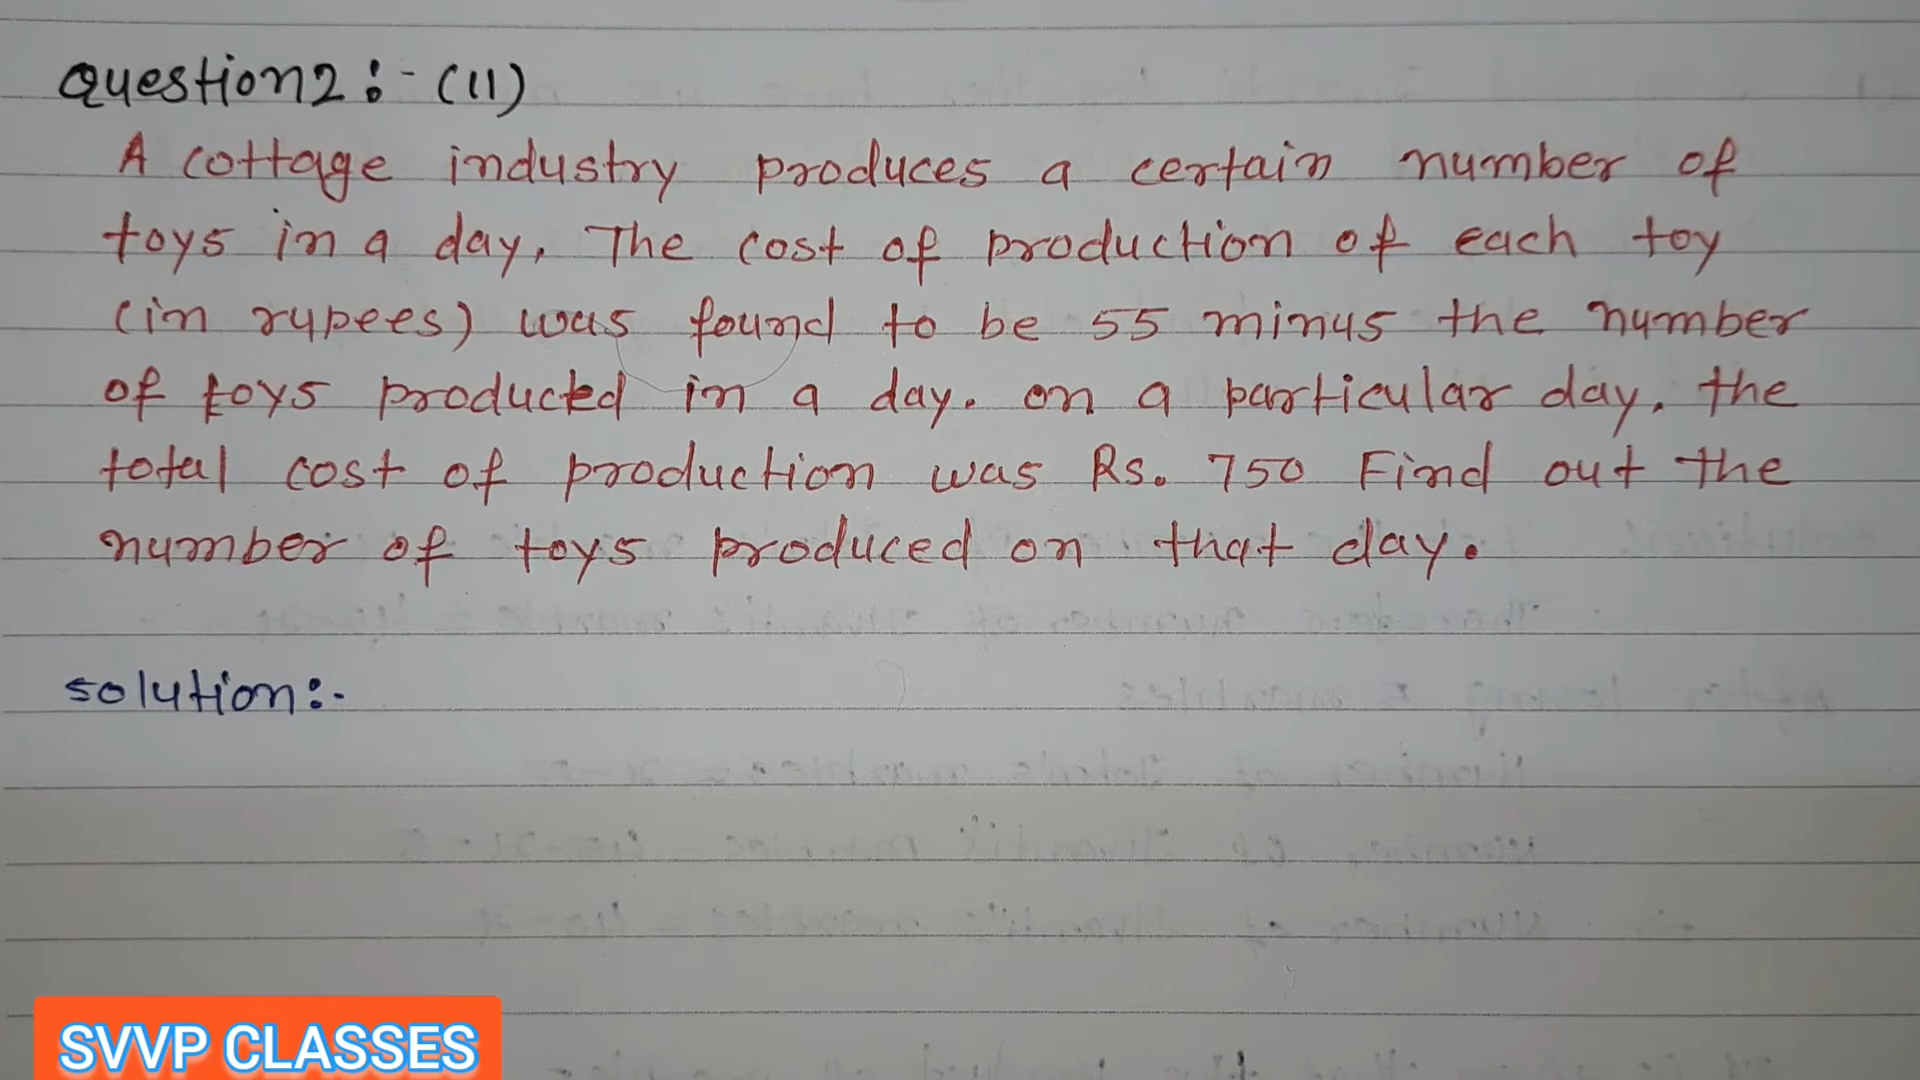 Question2:- (II)
A cottage industry produces a certain number of
toys in a day. The cost of production of each toy
(in rupees) was found to be 55 minus the number
of toys producted in a day. on a particular day, the
total cost of production was Rs. 750 Find out the
number of toys produced on that day.
solution:-
SVVP CLASSES